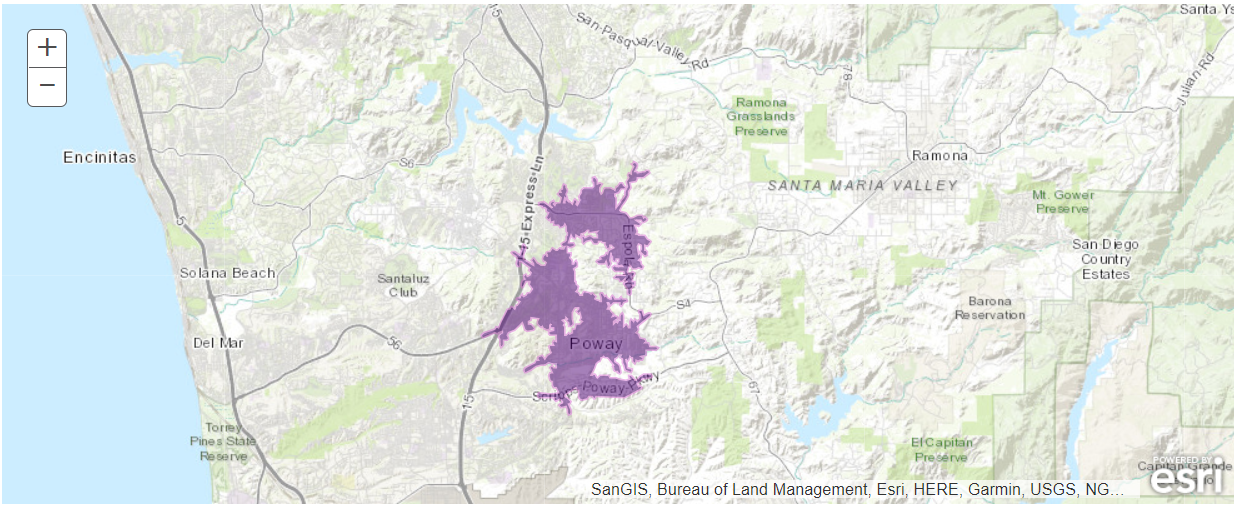 Santa Ys
15
San-Pasqual-Valley Rd
+
−
78
Julian-Rd
Ramona
Grasslands
Preserve
Encinitas
S6
Ramona
I-15-Express-Ln
SANTA MARIA VALLEY
Mt. Gower
Preserve
5
Espola Rd
San Diego
Country
Estates
Solana Beach
Santaluz
Club
S4
Barona
Reservation
Del Mar
56
Poway
67
15
Scripps-Poway-Pkwy
Torrey
Pines State
Reserve
El Capitan
Preserve
POWERED BY
esri
Capitan Grande
SanGIS, Bureau of Land Management, Esri, HERE, Garmin, USGS, NG...